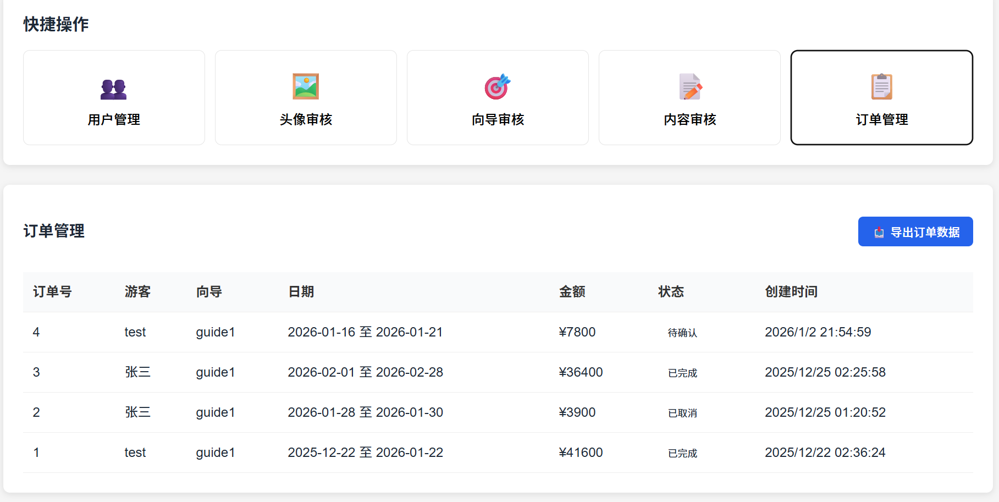 快捷操作
用户管理
头像审核
向导审核
内容审核
订单管理
订单管理
导出订单数据
订单号 游客 向导 日期 金额 状态 创建时间
4 test guide1 2026-01-16 至 2026-01-21 ¥7800 待确认 2026/1/2 21:54:59
3 张三 guide1 2026-02-01 至 2026-02-28 ¥36400 已完成 2025/12/25 02:25:58
2 张三 guide1 2026-01-28 至 2026-01-30 ¥3900 已取消 2025/12/25 01:20:52
1 test guide1 2025-12-22 至 2026-01-22 ¥41600 已完成 2025/12/22 02:36:24